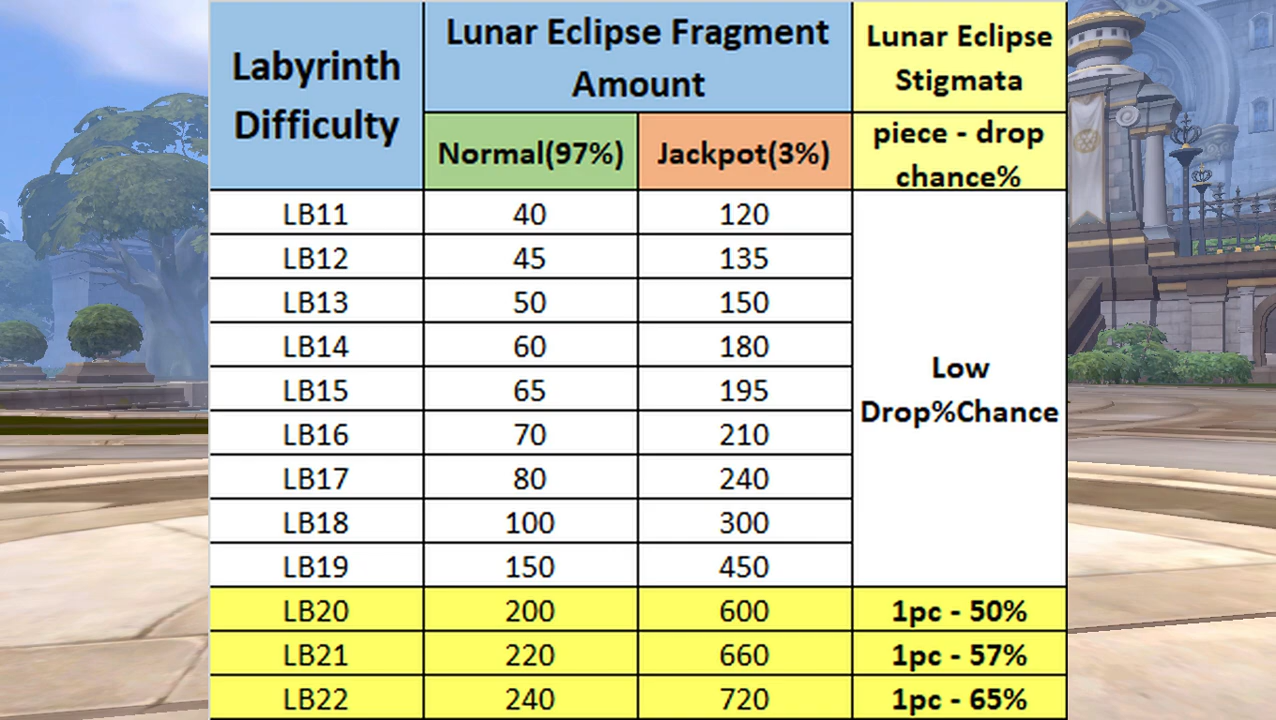 Labyrinth
Difficulty
Lunar Eclipse Fragment
Amount
Lunar Eclipse
Stigmata
Normal(97%) Jackpot(3%)
piece - drop
chance%
LB11 40 120
LB12 45 135
LB13 50 150
LB14 60 180
LB15 65 195
LB16 70 210
LB17 80 240
LB18 100 300
LB19 150 450
Low
Drop%Chance
LB20 200 600 1pc - 50%
LB21 220 660 1pc - 57%
LB22 240 720 1pc - 65%